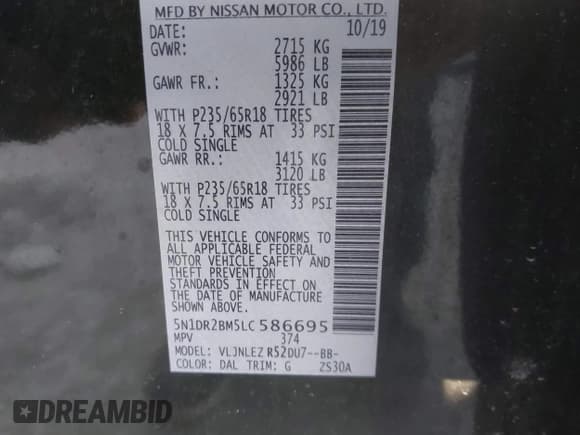 MFD BY NISSAN MOTOR CO., LTD.
DATE: 10/19
GVWR: 2715 KG
5986 LB
GAWR FR.: 1325 KG
2921 LB
WITH P235/65R18 TIRES
18 X 7.5 RIMS AT 33 PSI
COLD SINGLE
GAWR RR.: 1415 KG
3120 LB
WITH P235/65R18 TIRES
18 X 7.5 RIMS AT 33 PSI
COLD SINGLE
THIS VEHICLE CONFORMS TO
ALL APPLICABLE FEDERAL
MOTOR VEHICLE SAFETY AND
THEFT PREVENTION
STANDARDS IN EFFECT ON
THE DATE OF MANUFACTURE
SHOWN ABOVE.
5N1DR2BM5LC586695
MPV 374
MODEL: VLJNLEZ R52DU7--BB-
COLOR: DAL TRIM: G 2S30A
DREAMBID